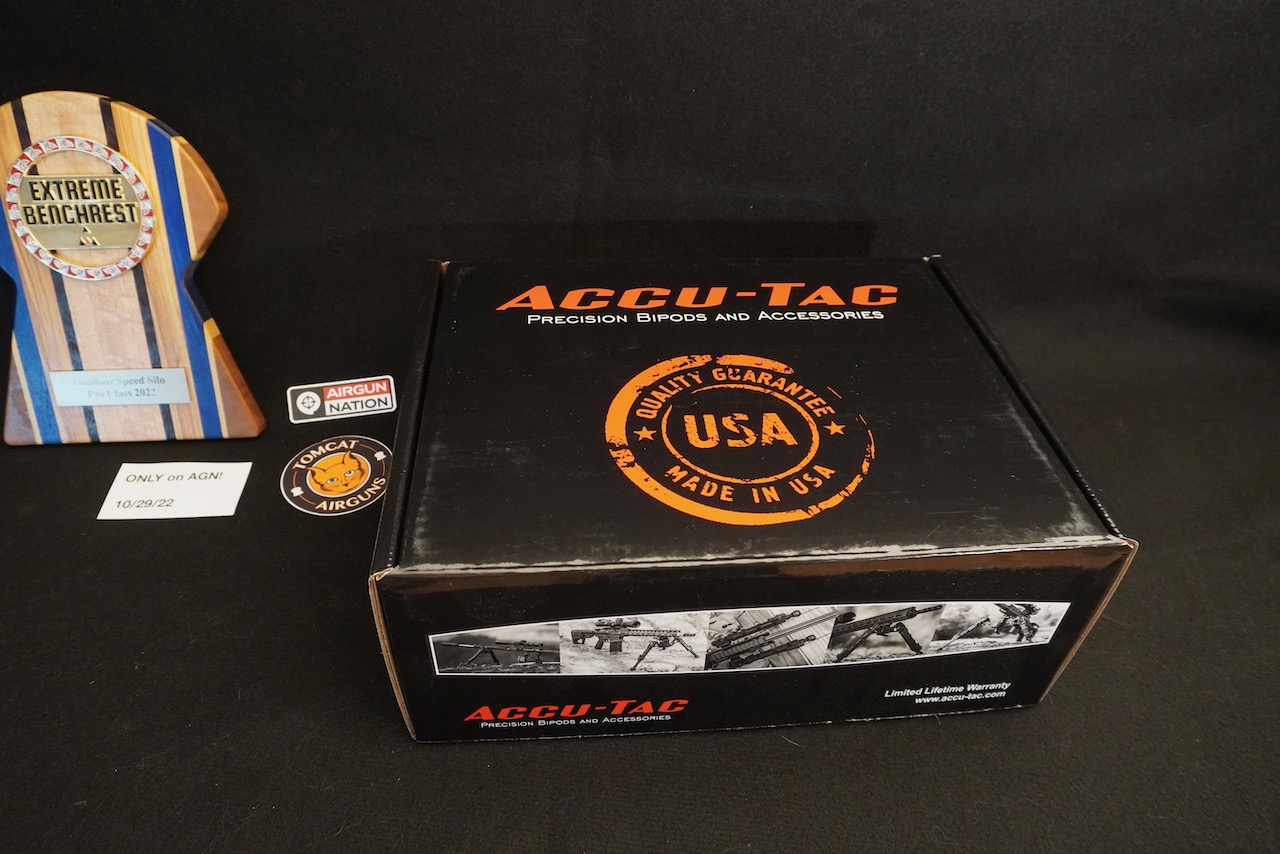 EXTREME
BENCHREST
Outdoor Speed Silo
Pro Class 2022
AIRGUN
NATION
TOMCAT
AIRGUNS
ONLY on AGN!
10/29/22
ACCU-TAC
PRECISION BIPODS AND ACCESSORIES
QUALITY GUARANTEE
USA
MADE IN USA
ACCU-TAC
PRECISION BIPODS AND ACCESSORIES
Limited Lifetime Warranty
www.accu-tac.com